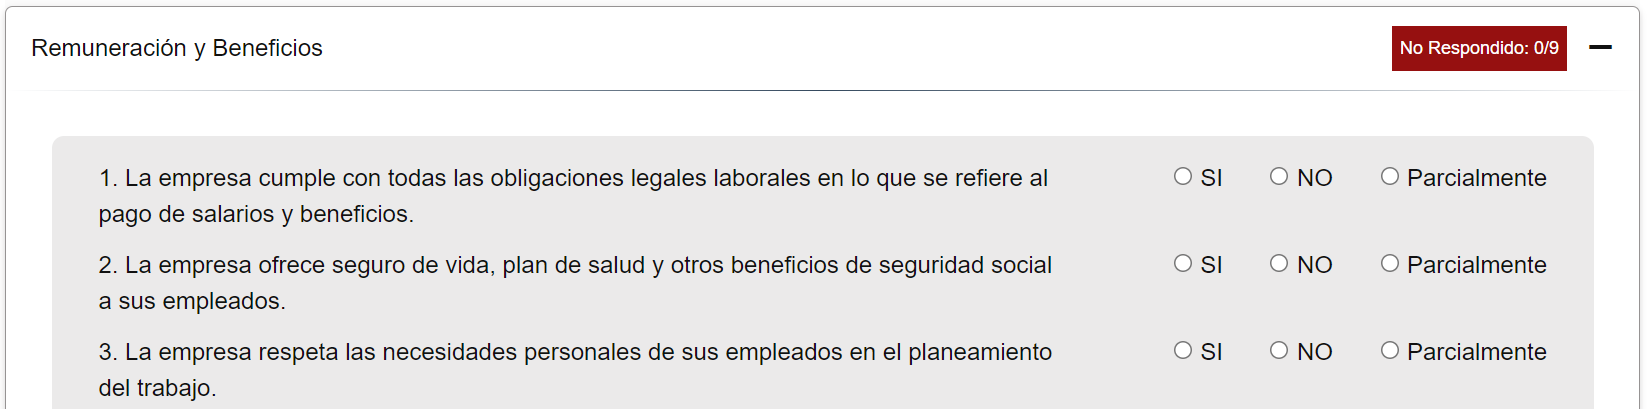 Remuneración y Beneficios
No Respondido: 0/9
1. La empresa cumple con todas las obligaciones legales laborales en lo que se refiere al
pago de salarios y beneficios.
SI NO Parcialmente
2. La empresa ofrece seguro de vida, plan de salud y otros beneficios de seguridad social
a sus empleados.
SI NO Parcialmente
3. La empresa respeta las necesidades personales de sus empleados en el planeamiento
del trabajo.
SI NO Parcialmente